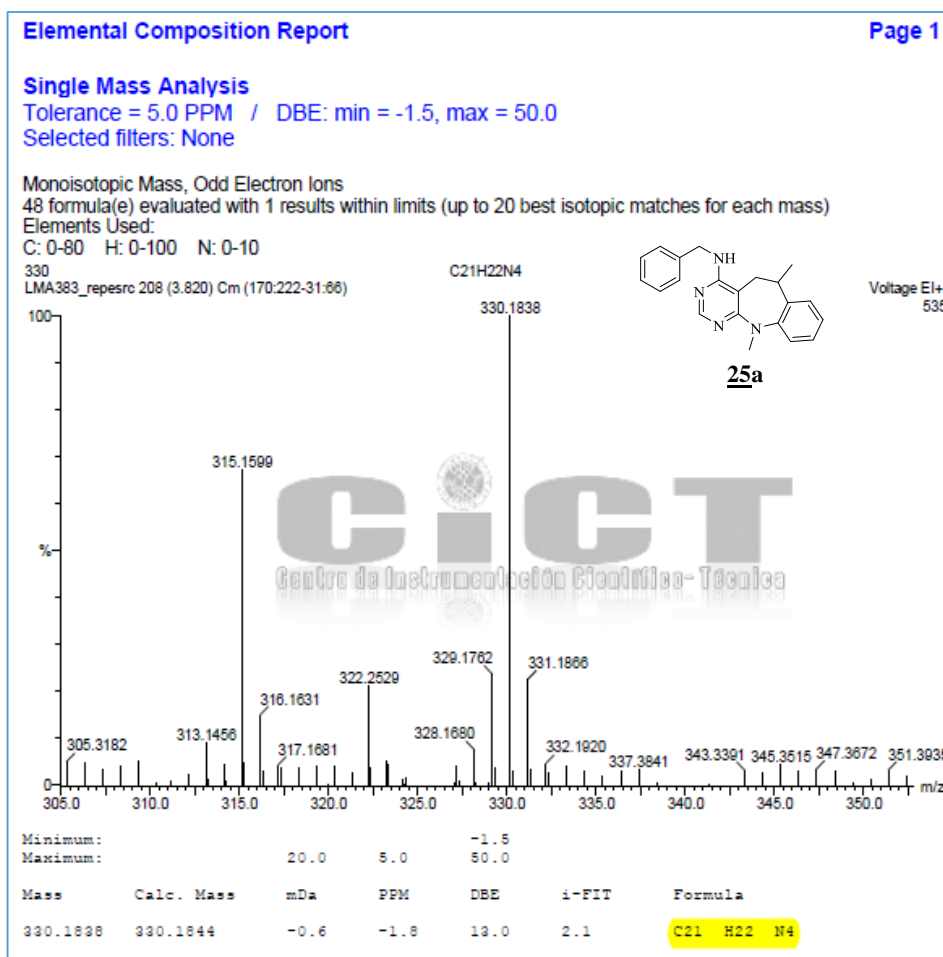 Elemental Composition Report Page 1
Single Mass Analysis
Tolerance = 5.0 PPM / DBE: min = -1.5, max = 50.0
Selected filters: None
Monoisotopic Mass, Odd Electron Ions
48 formula(e) evaluated with 1 results within limits (up to 20 best isotopic matches for each mass)
Elements Used:
C: 0-80 H: 0-100 N: 0-10
330 C21H22N4
LMA383_repesrc 208 (3.820) Cm (170:222-31:66) Voltage EI+
535
100
330.1838
NH
N
N
N
25a
315.1599
CiCT
%
Centro de Instrumentación Científico-Técnica
329.1762
331.1866
322.2529
316.1631
328.1680
313.1456
305.3182
317.1681
332.1920
337.3841
343.3391
345.3515
347.3672
351.3935
0
305.0 310.0 315.0 320.0 325.0 330.0 335.0 340.0 345.0 350.0 m/z
Minimum: -1.5
Maximum: 20.0 5.0 50.0
Mass Calc. Mass mDa PPM DBE i-FIT Formula
330.1838 330.1844 -0.6 -1.8 13.0 2.1 C21 H22 N4